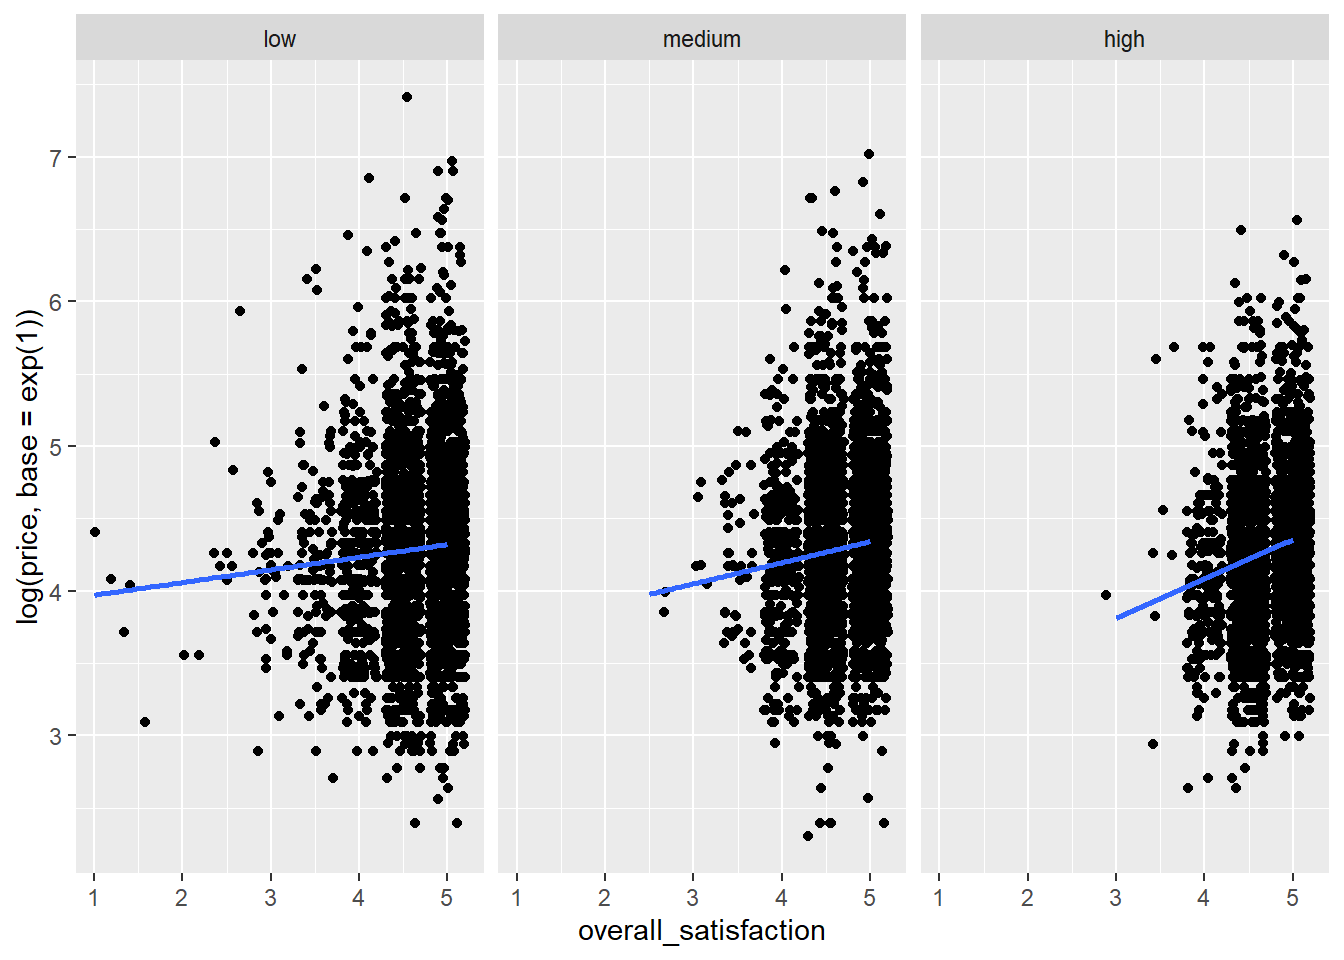 low medium high
7
6
5
4
3
1 2 3 4 5 1 2 3 4 5 1 2 3 4 5
overall_satisfaction
log(price, base = exp(1))